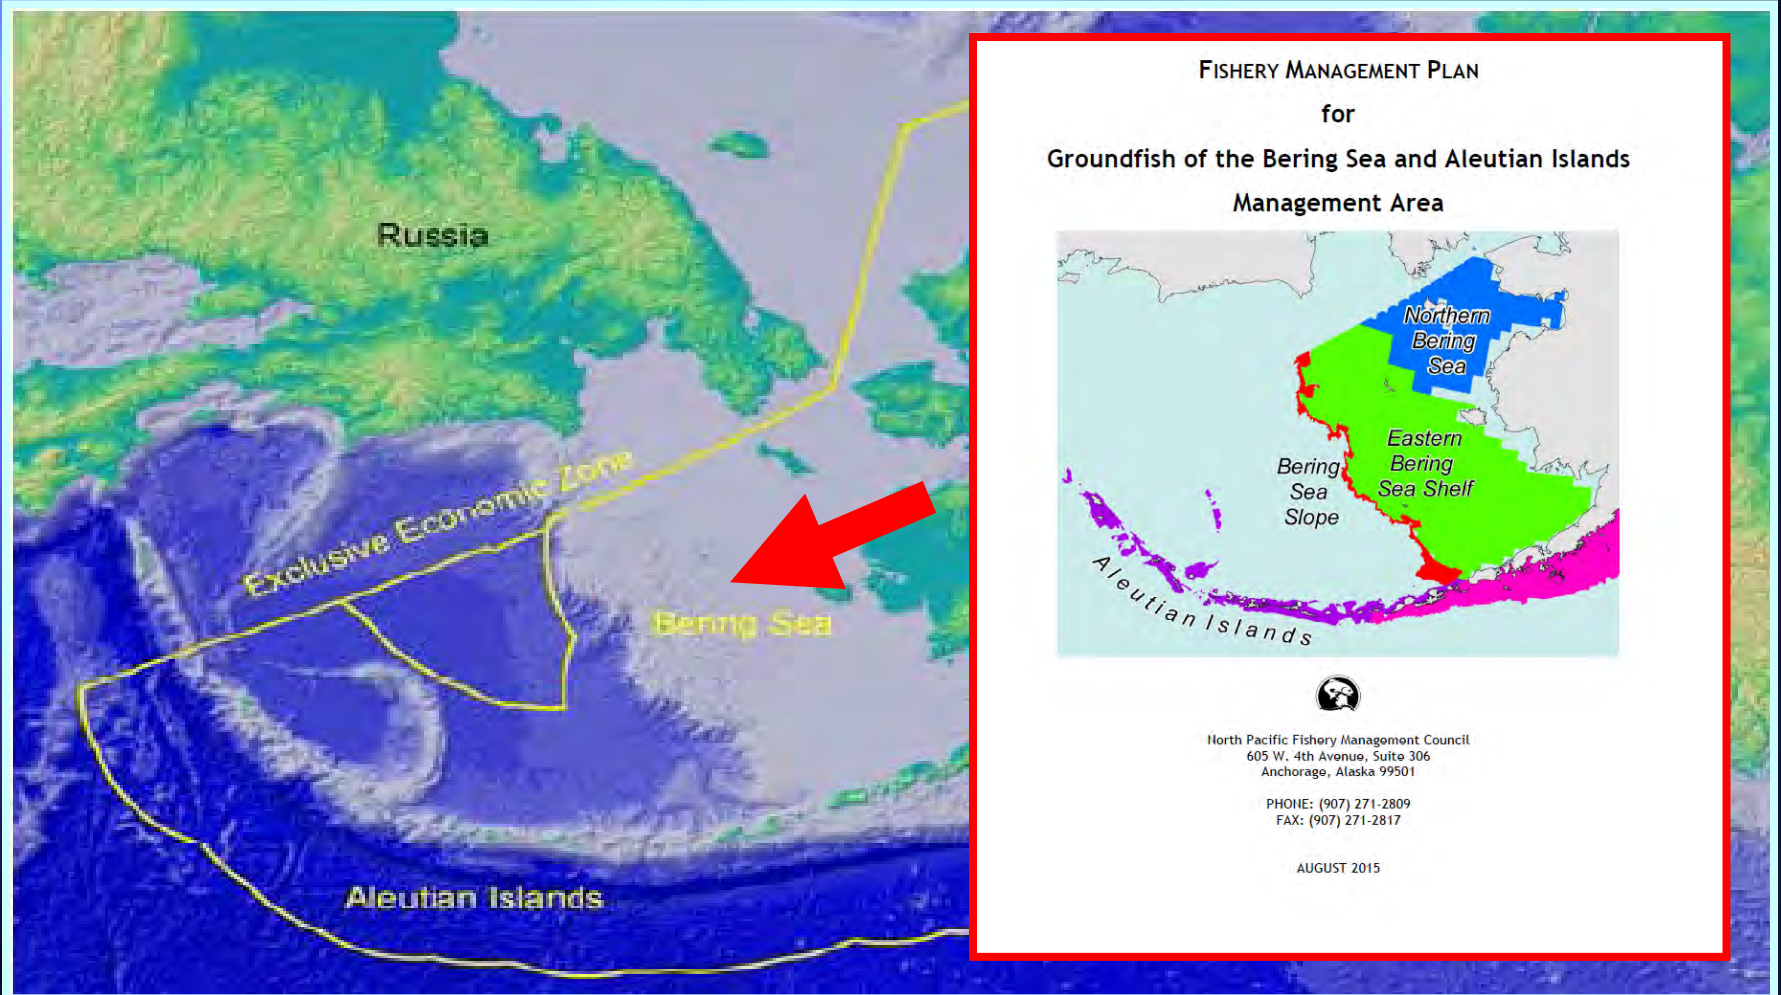 Russia
Exclusive Economic Zone
Bering Sea
Aleutian Islands
FISHERY MANAGEMENT PLAN
for
Groundfish of the Bering Sea and Aleutian Islands
Management Area
Northern
Bering
Sea
Eastern
Bering
Sea Shelf
Bering
Sea
Slope
Aleutian Islands
North Pacific Fishery Management Council
605 W. 4th Avenue, Suite 306
Anchorage, Alaska 99501
PHONE: (907) 271-2809
FAX: (907) 271-2817
AUGUST 2015